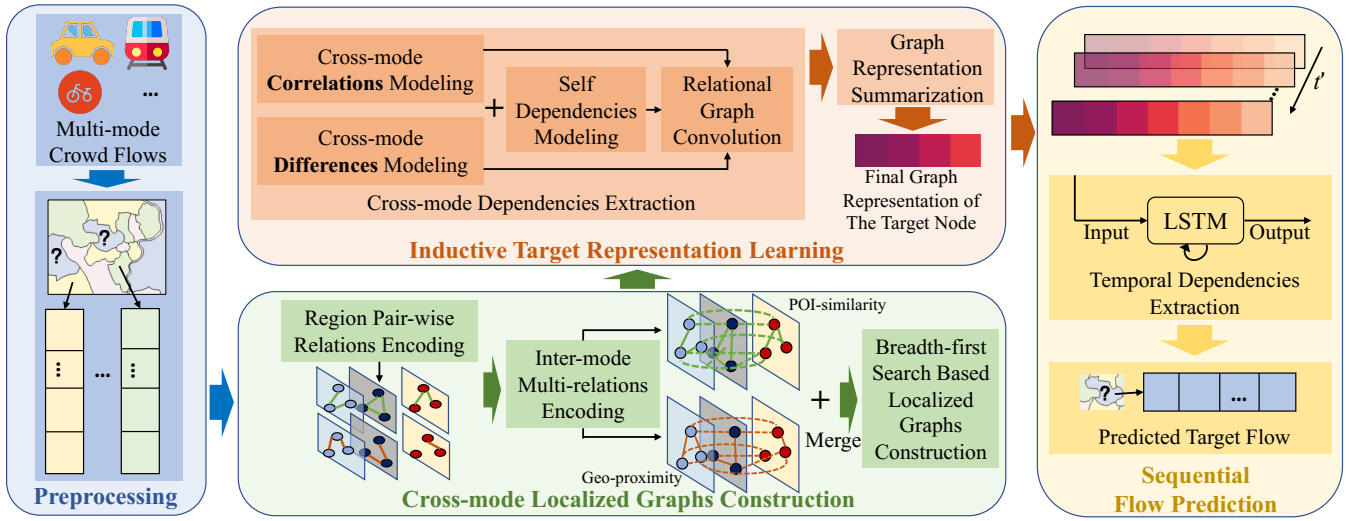 ...
Multi-mode
Crowd Flows
?
?
...
...
...
Preprocessing
Cross-mode
Correlations Modeling
+
Cross-mode
Differences Modeling
Self
Dependencies
Modeling
Relational
Graph
Convolution
Cross-mode Dependencies Extraction
Graph
Representation
Summarization
Final Graph
Representation of
The Target Node
Inductive Target Representation Learning
Region Pair-wise
Relations Encoding
Inter-mode
Multi-relations
Encoding
POI-similarity
Geo-proximity
+
Merge
Breadth-first
Search Based
Localized
Graphs
Construction
Cross-mode Localized Graphs Construction
...
t'
Input
LSTM
Output
Temporal Dependencies
Extraction
?
...
Predicted Target Flow
Sequential
Flow Prediction